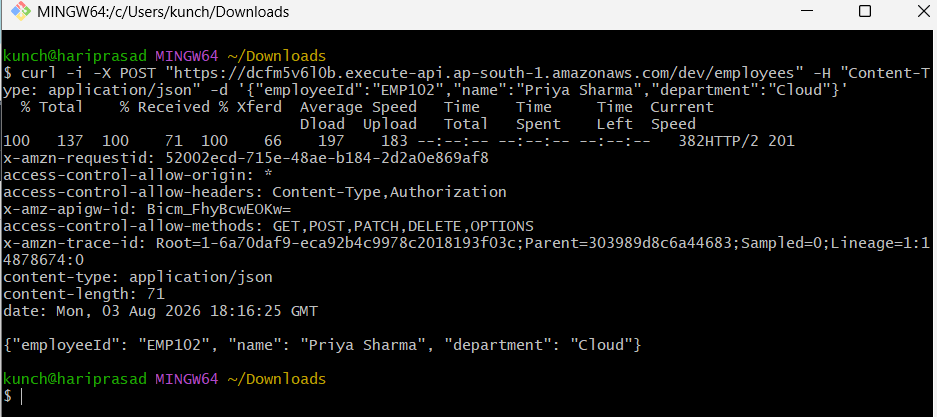 MINGW64:/c/Users/kunch/Downloads
kunch@hariprasad MINGW64 ~/Downloads
$ curl -i -X POST "https://dcfm5v6l0b.execute-api.ap-south-1.amazonaws.com/dev/employees" -H "Content-T
ype: application/json" -d '{"employeeId":"EMP102","name":"Priya Sharma","department":"Cloud"}'
  % Total    % Received % Xferd  Average Speed   Time    Time     Time  Current
                                 Dload  Upload   Total   Spent    Left  Speed
100   137  100    71  100    66    197    183 --:--:-- --:--:-- --:--:--   382HTTP/2 201
x-amzn-requestid: 52002ecd-715e-48ae-b184-2d2a0e869af8
access-control-allow-origin: *
access-control-allow-headers: Content-Type,Authorization
x-amz-apigw-id: Bicm_FhyBcwEOKw=
access-control-allow-methods: GET,POST,PATCH,DELETE,OPTIONS
x-amzn-trace-id: Root=1-6a70daf9-eca92b4c9978c2018193f03c;Parent=303989d8c6a44683;Sampled=0;Lineage=1:1
4878674:0
content-type: application/json
content-length: 71
date: Mon, 03 Aug 2026 18:16:25 GMT

{"employeeId": "EMP102", "name": "Priya Sharma", "department": "Cloud"}

kunch@hariprasad MINGW64 ~/Downloads
$